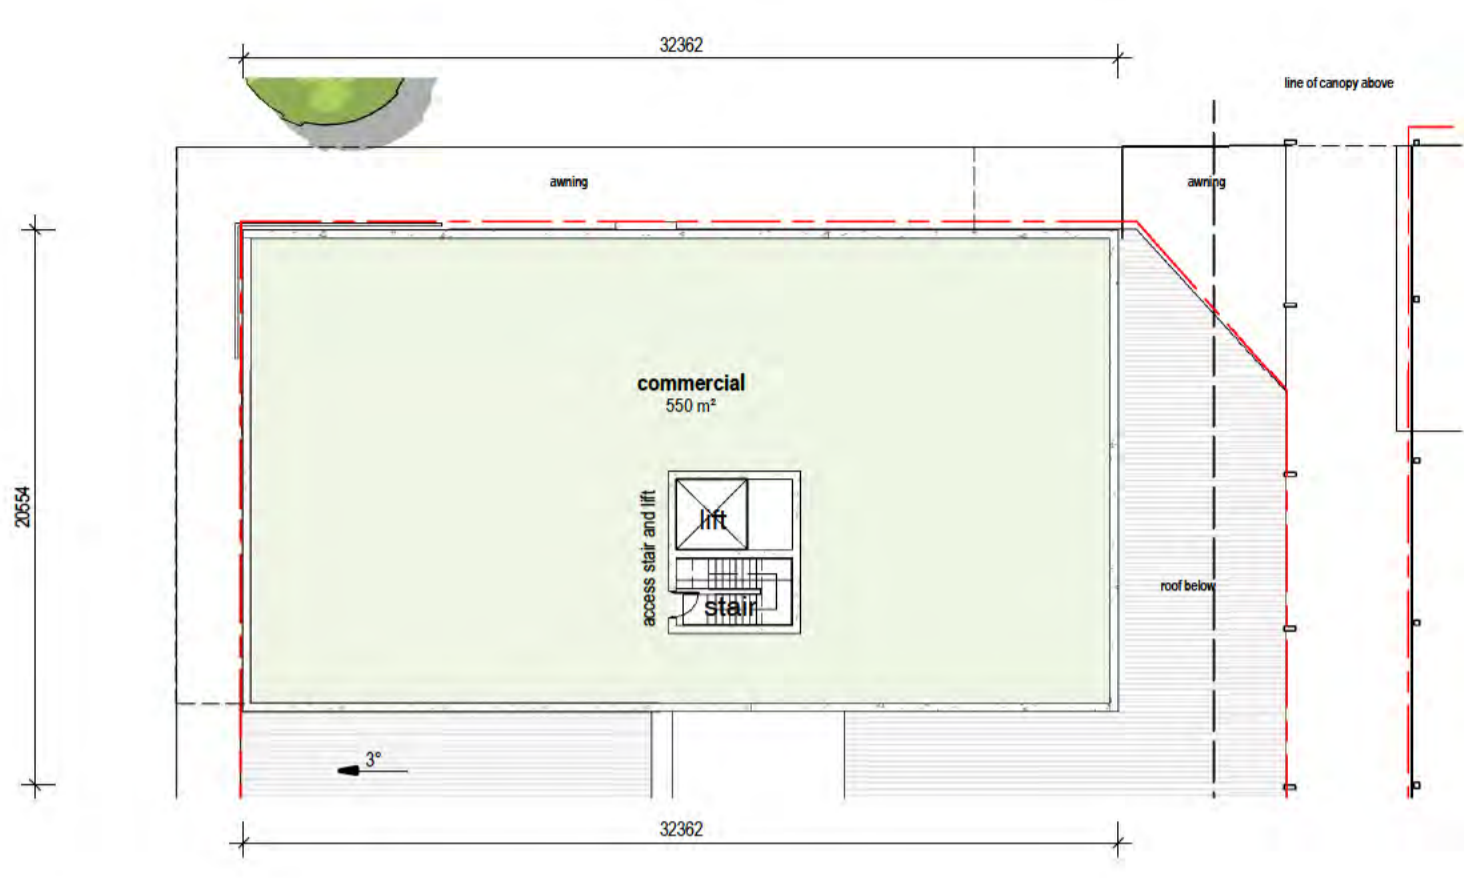 32362
line of canopy above
awning
awning
commercial
550 m²
access stair and lift
lift
stair
20554
roof below
3°
32362